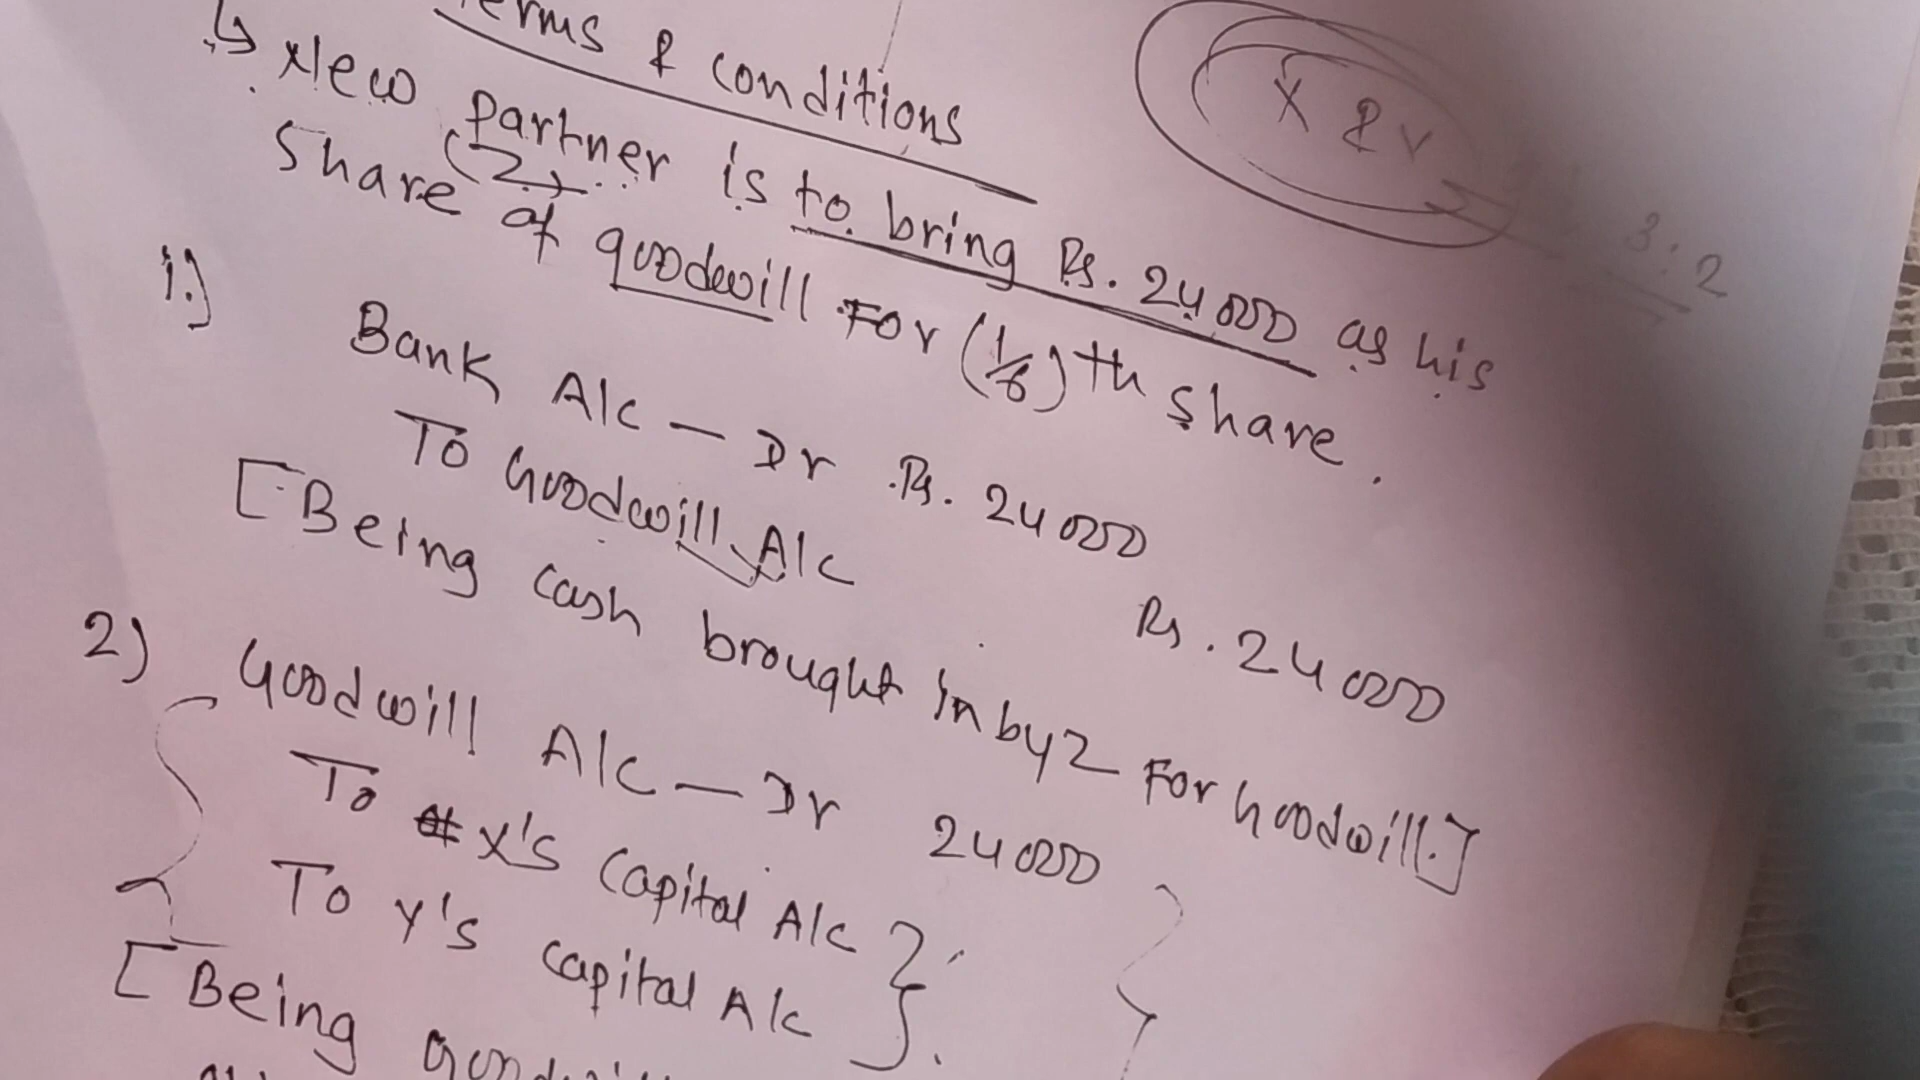 Terms & conditions
X & Y
3:2
↳ New partner is to bring Rs. 24000 as his
(Z)
share of goodwill For (1/6)th share.
1.) Bank A/c — Dr Rs. 24000
To Goodwill A/c Rs. 24000
[Being cash brought in by Z For Goodwill.]
2) Goodwill A/c — Dr 24000
To X's Capital A/c
To Y's Capital A/c
[Being Goodwill